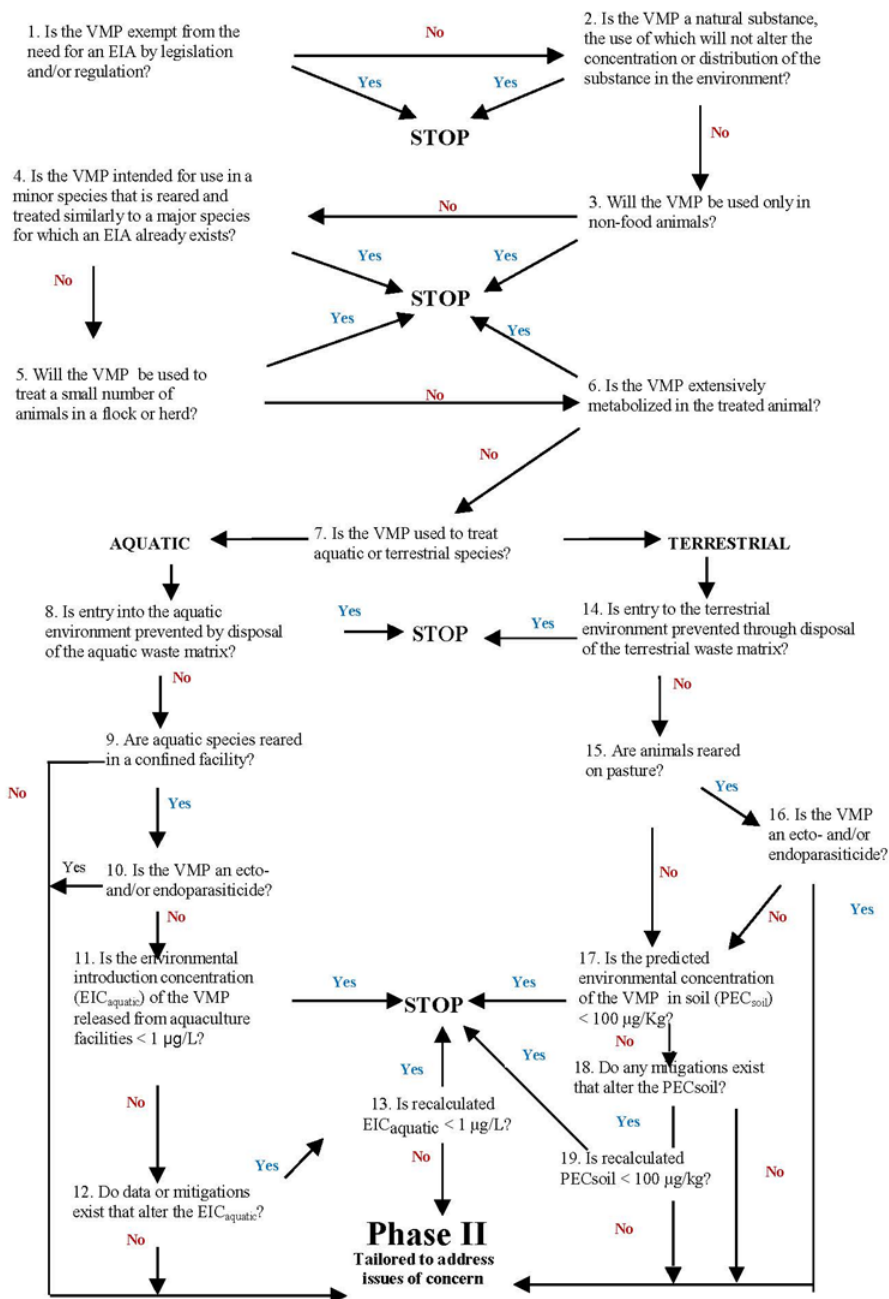 1. Is the VMP exempt from the
need for an EIA by legislation
and/or regulation?
No
2. Is the VMP a natural substance,
the use of which will not alter the
concentration or distribution of the
substance in the environment?
Yes
Yes
STOP
No
4. Is the VMP intended for use in a
minor species that is reared and
treated similarly to a major species
for which an EIA already exists?
No
3. Will the VMP be used only in
non-food animals?
Yes
Yes
No
STOP
Yes
Yes
5. Will the VMP be used to
treat a small number of
animals in a flock or herd?
No
6. Is the VMP extensively
metabolized in the treated animal?
No
7. Is the VMP used to treat
aquatic or terrestrial species?
AQUATIC
TERRESTRIAL
8. Is entry into the aquatic
environment prevented by disposal
of the aquatic waste matrix?
Yes
STOP
Yes
14. Is entry to the terrestrial
environment prevented through disposal
of the terrestrial waste matrix?
No
No
9. Are aquatic species reared
in a confined facility?
15. Are animals reared
on pasture?
No
Yes
Yes
16. Is the VMP
an ecto- and/or
endoparasiticide?
Yes
10. Is the VMP an ecto-
and/or endoparasiticide?
No
No
No
Yes
11. Is the environmental
introduction concentration
(EICaquatic) of the VMP
released from aquaculture
facilities < 1 µg/L?
Yes
STOP
Yes
17. Is the predicted
environmental concentration
of the VMP in soil (PECsoil)
< 100 µg/Kg?
No
18. Do any mitigations exist
that alter the PECsoil?
Yes
Yes
No
13. Is recalculated
EICaquatic < 1 µg/L?
Yes
19. Is recalculated
PECsoil < 100 µg/kg?
No
Yes
No
12. Do data or mitigations
exist that alter the EICaquatic?
No
No
Phase II
Tailored to address
issues of concern